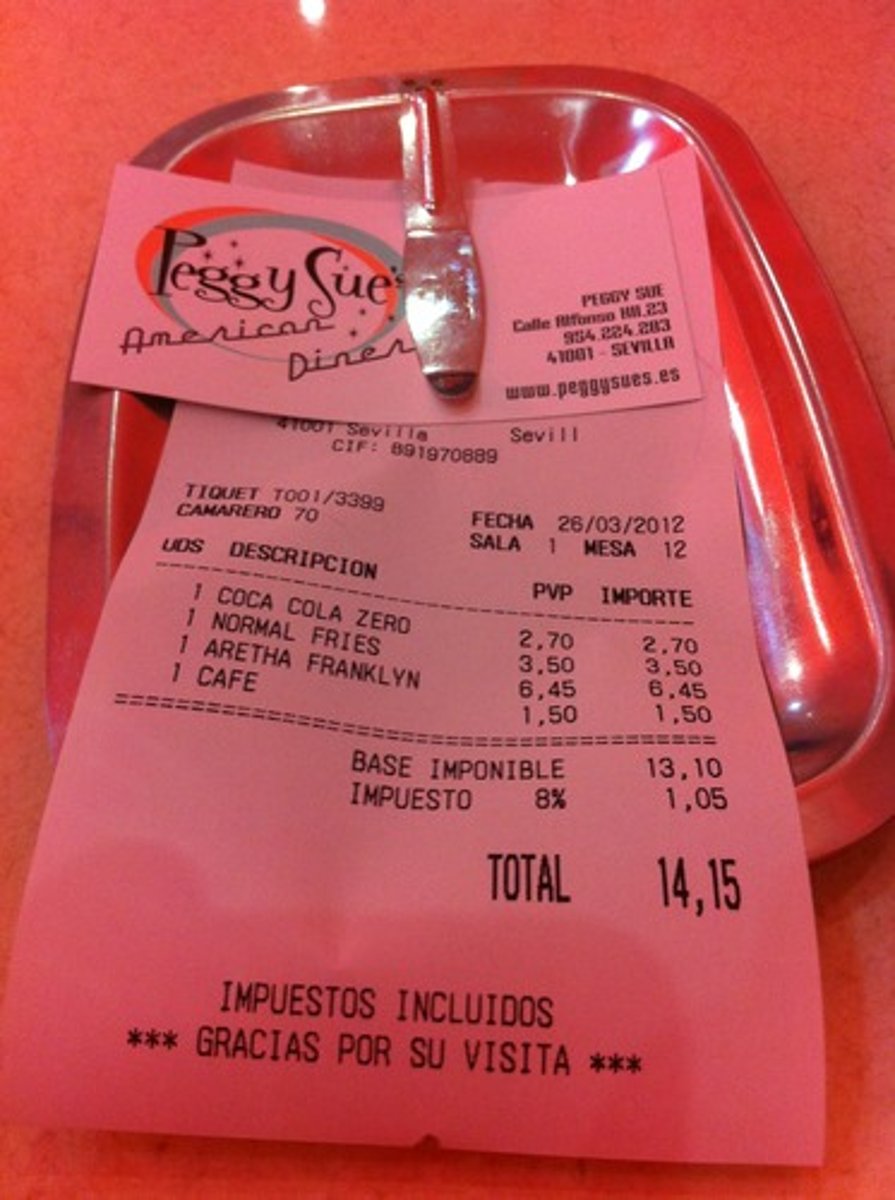 Peggy Sue's
American
Diner
PEGGY SUE
Calle Alfonso XIII,23
954.224.283
41001 - SEVILLA
www.peggysues.es
41001 Sevilla Sevill
CIF: B91970889
TIQUET T001/3399
CAMARERO 70
FECHA 26/03/2012
SALA 1 MESA 12
UDS DESCRIPCION PVP IMPORTE
1 COCA COLA ZERO 2,70 2,70
1 NORMAL FRIES 3,50 3,50
1 ARETHA FRANKLYN 6,45 6,45
1 CAFE 1,50 1,50
BASE IMPONIBLE 13,10
IMPUESTO 8% 1,05
TOTAL 14,15
IMPUESTOS INCLUIDOS
*** GRACIAS POR SU VISITA ***